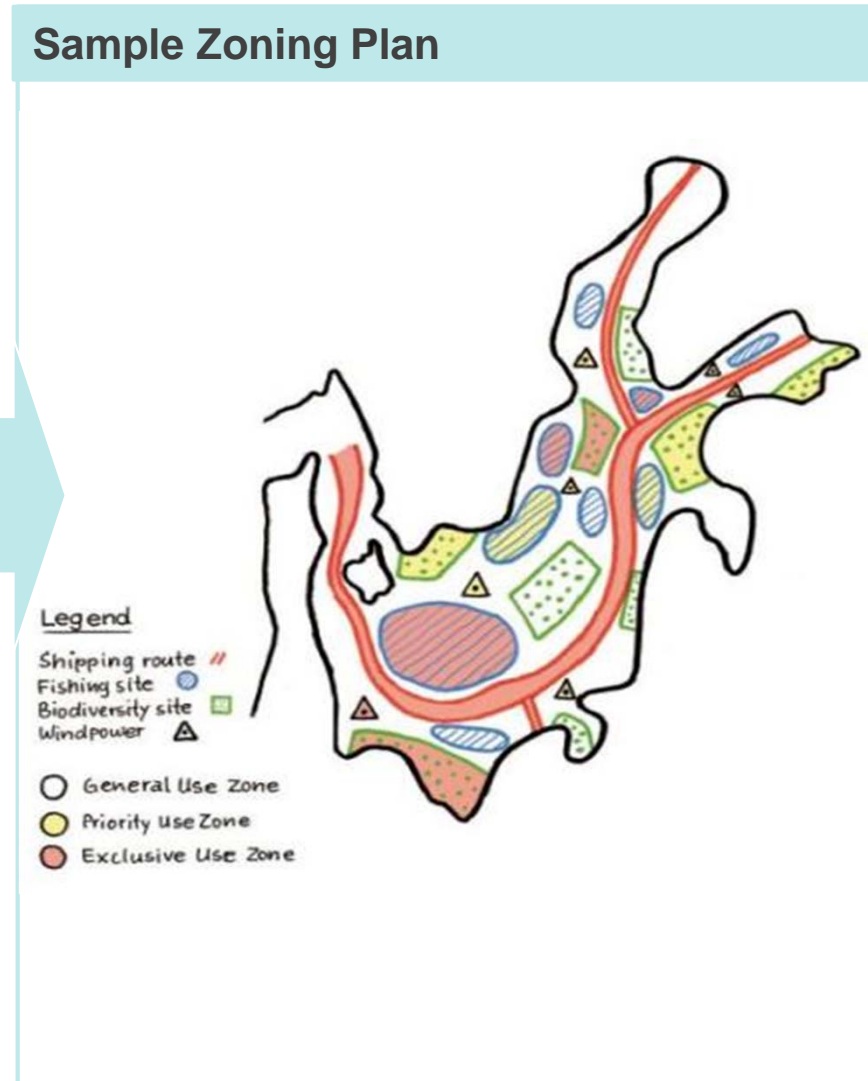 Sample Zoning Plan
Legend
Shipping route
Fishing site
Biodiversity site
Windpower
General Use Zone
Priority Use Zone
Exclusive Use Zone